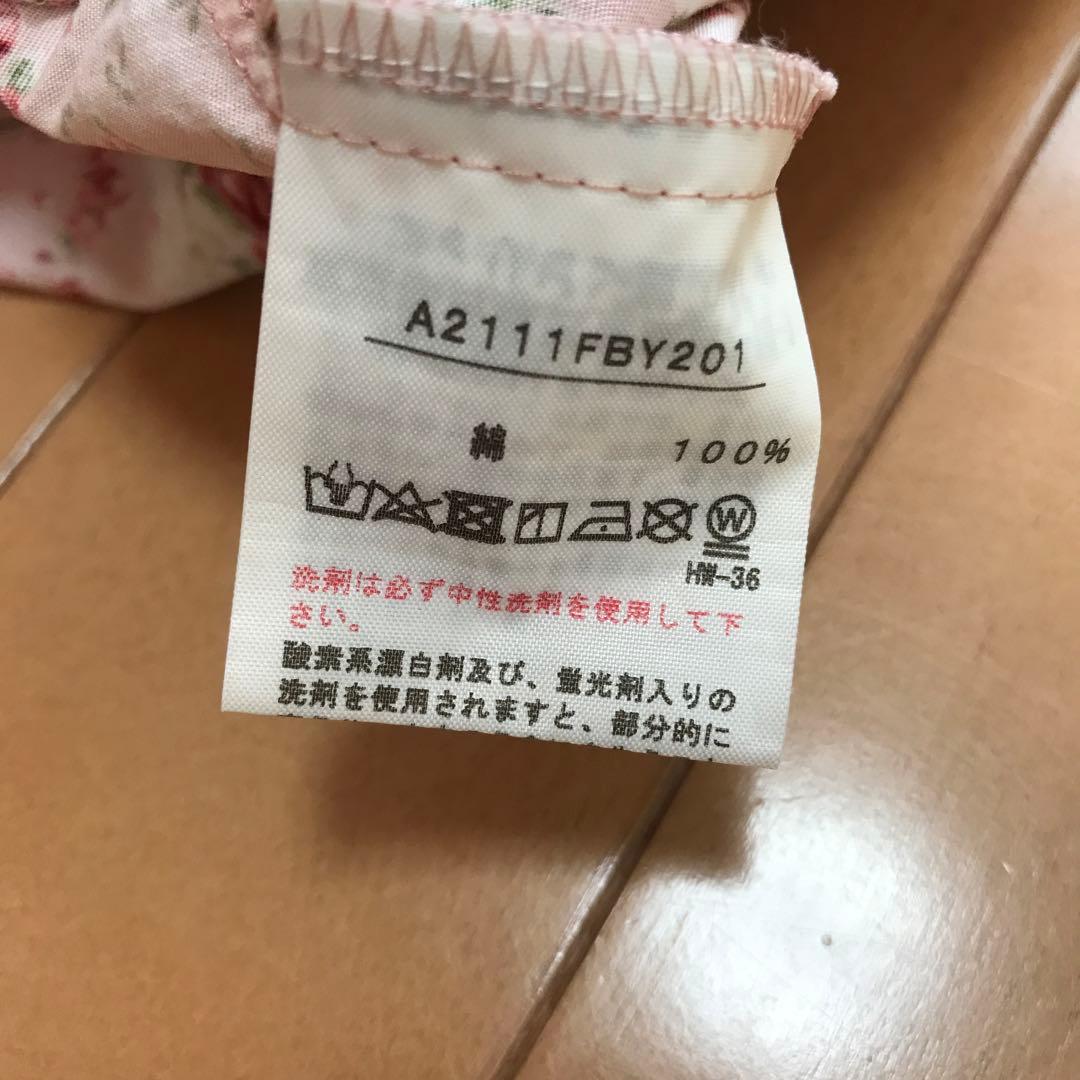 A2111FBY201
綿 100%
W
HW-36
洗剤は必ず中性洗剤を使用して下
さい。
酸素系漂白剤及び、蛍光剤入りの
洗剤を使用されますと、部分的に